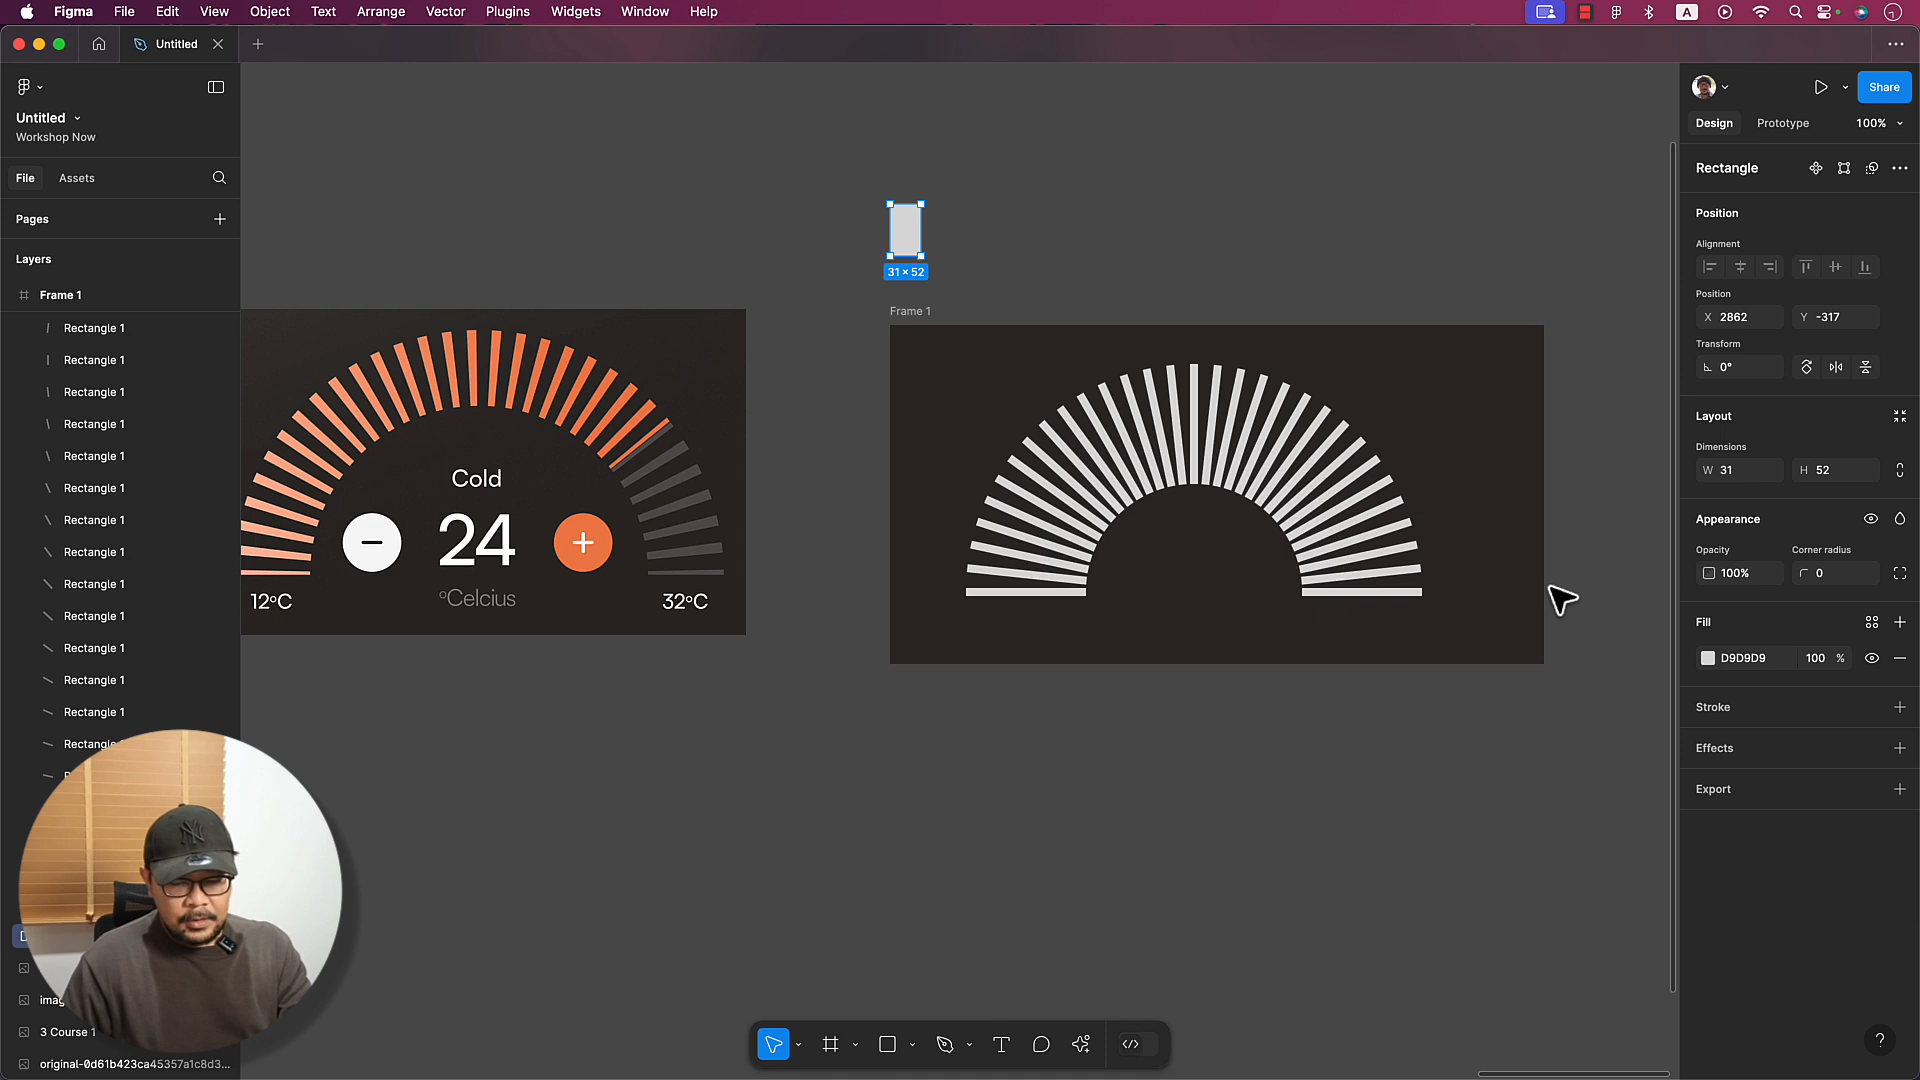 Figma File Edit View Object Text Arrange Vector Plugins Widgets Window Help
A
Untitled
Untitled
Workshop Now
File Assets
Pages
Layers
Frame 1
Rectangle 1
Rectangle 1
Rectangle 1
Rectangle 1
Rectangle 1
Rectangle 1
Rectangle 1
Rectangle 1
Rectangle 1
Rectangle 1
Rectangle 1
Rectangle 1
Rectangle 1
3 Course 1
original-0d61b423ca45357a1c8d3...
31 × 52
Frame 1
Cold
24
°Celcius
12°C
32°C
Share
Design Prototype 100%
Rectangle
Position
Alignment
Position
X 2862 Y -317
Transform
0°
Layout
Dimensions
W 31 H 52
Appearance
Opacity Corner radius
100% 0
Fill
D9D9D9 100 %
Stroke
Effects
Export
?